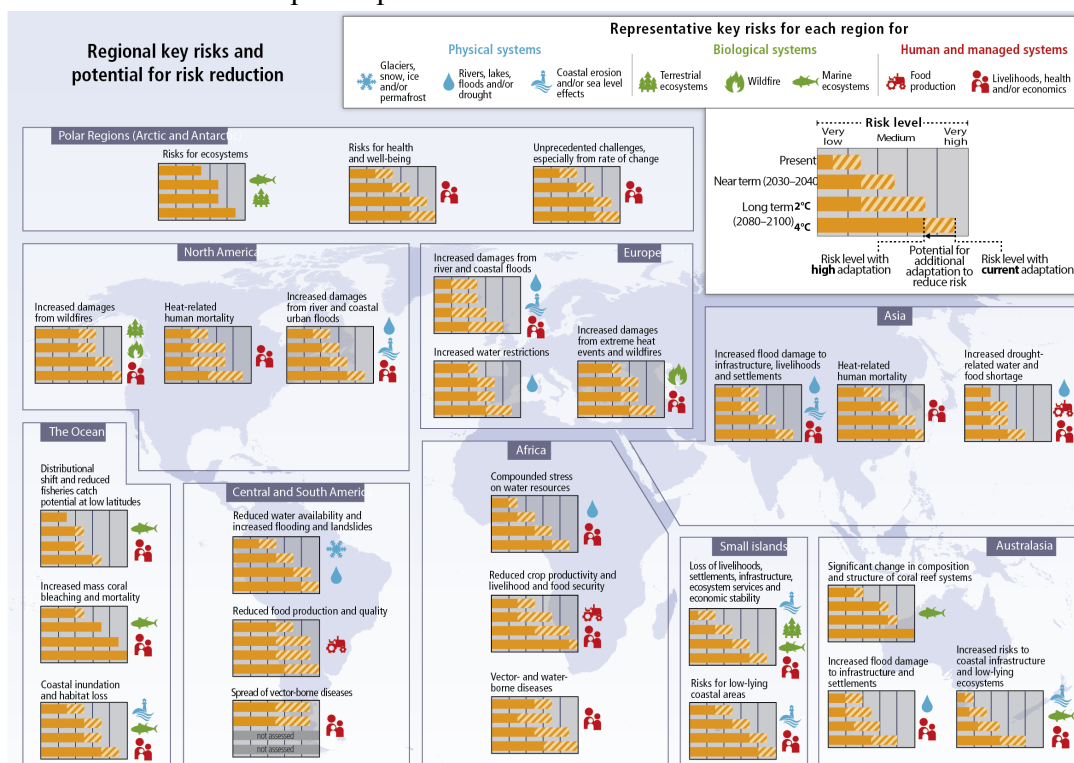 Regional key risks and
potential for risk reduction
Representative key risks for each region for
Physical systems
Biological systems
Human and managed systems
Glaciers,
snow, ice
and/or
permafrost
Rivers, lakes,
floods and/or
drought
Coastal erosion
and/or sea level
effects
Terrestrial
ecosystems
Wildfire
Marine
ecosystems
Food
production
Livelihoods, health
and/or economics
Risk level
Very
low
Medium
Very
high
Present
Near term (2030–2040
Long term 2°C
(2080–2100) 4°C
Risk level with
high adaptation
Potential for
additional
adaptation to
reduce risk
Risk level with
current adaptation
Polar Regions (Arctic and Antarctic
Risks for ecosystems
Risks for health
and well-being
Unprecedented challenges,
especially from rate of change
North America
Increased damages
from wildfires
Heat-related
human mortality
Increased damages
from river and coastal
urban floods
Europe
Increased damages from
river and coastal floods
Increased water restrictions
Increased damages
from extreme heat
events and wildfires
Asia
Increased flood damage to
infrastructure, livelihoods
and settlements
Heat-related
human mortality
Increased drought-
related water and
food shortage
The Ocean
Distributional
shift and reduced
fisheries catch
potential at low latitudes
Increased mass coral
bleaching and mortality
Coastal inundation
and habitat loss
Central and South America
Reduced water availability and
increased flooding and landslides
Reduced food production and quality
Spread of vector-borne diseases
not assessed
not assessed
Africa
Compounded stress
on water resources
Reduced crop productivity and
livelihood and food security
Vector- and water-
borne diseases
Small islands
Loss of livelihoods,
settlements, infrastructure,
ecosystem services and
economic stability
Risks for low-lying
coastal areas
Australasia
Significant change in composition
and structure of coral reef systems
Increased flood damage
to infrastructure and
settlements
Increased risks to
coastal infrastructure
and low-lying
ecosystems